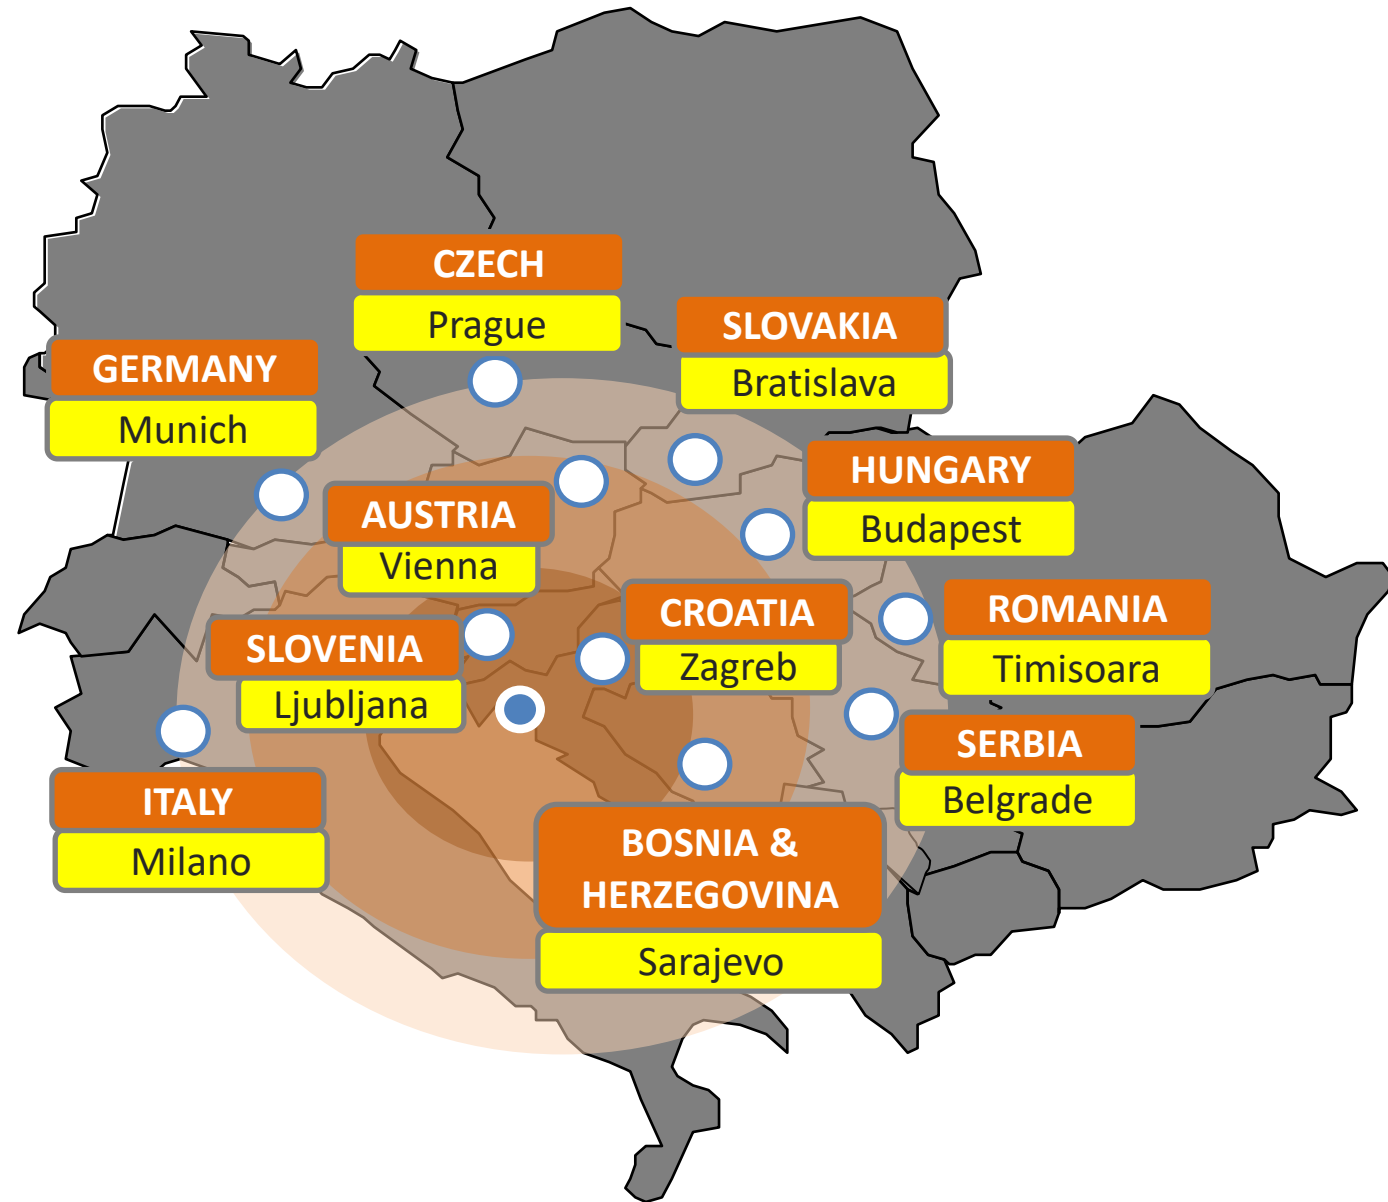 CZECH
Prague
SLOVAKIA
Bratislava
GERMANY
Munich
HUNGARY
Budapest
AUSTRIA
Vienna
CROATIA
Zagreb
ROMANIA
Timisoara
SLOVENIA
Ljubljana
SERBIA
Belgrade
ITALY
Milano
BOSNIA &
HERZEGOVINA
Sarajevo